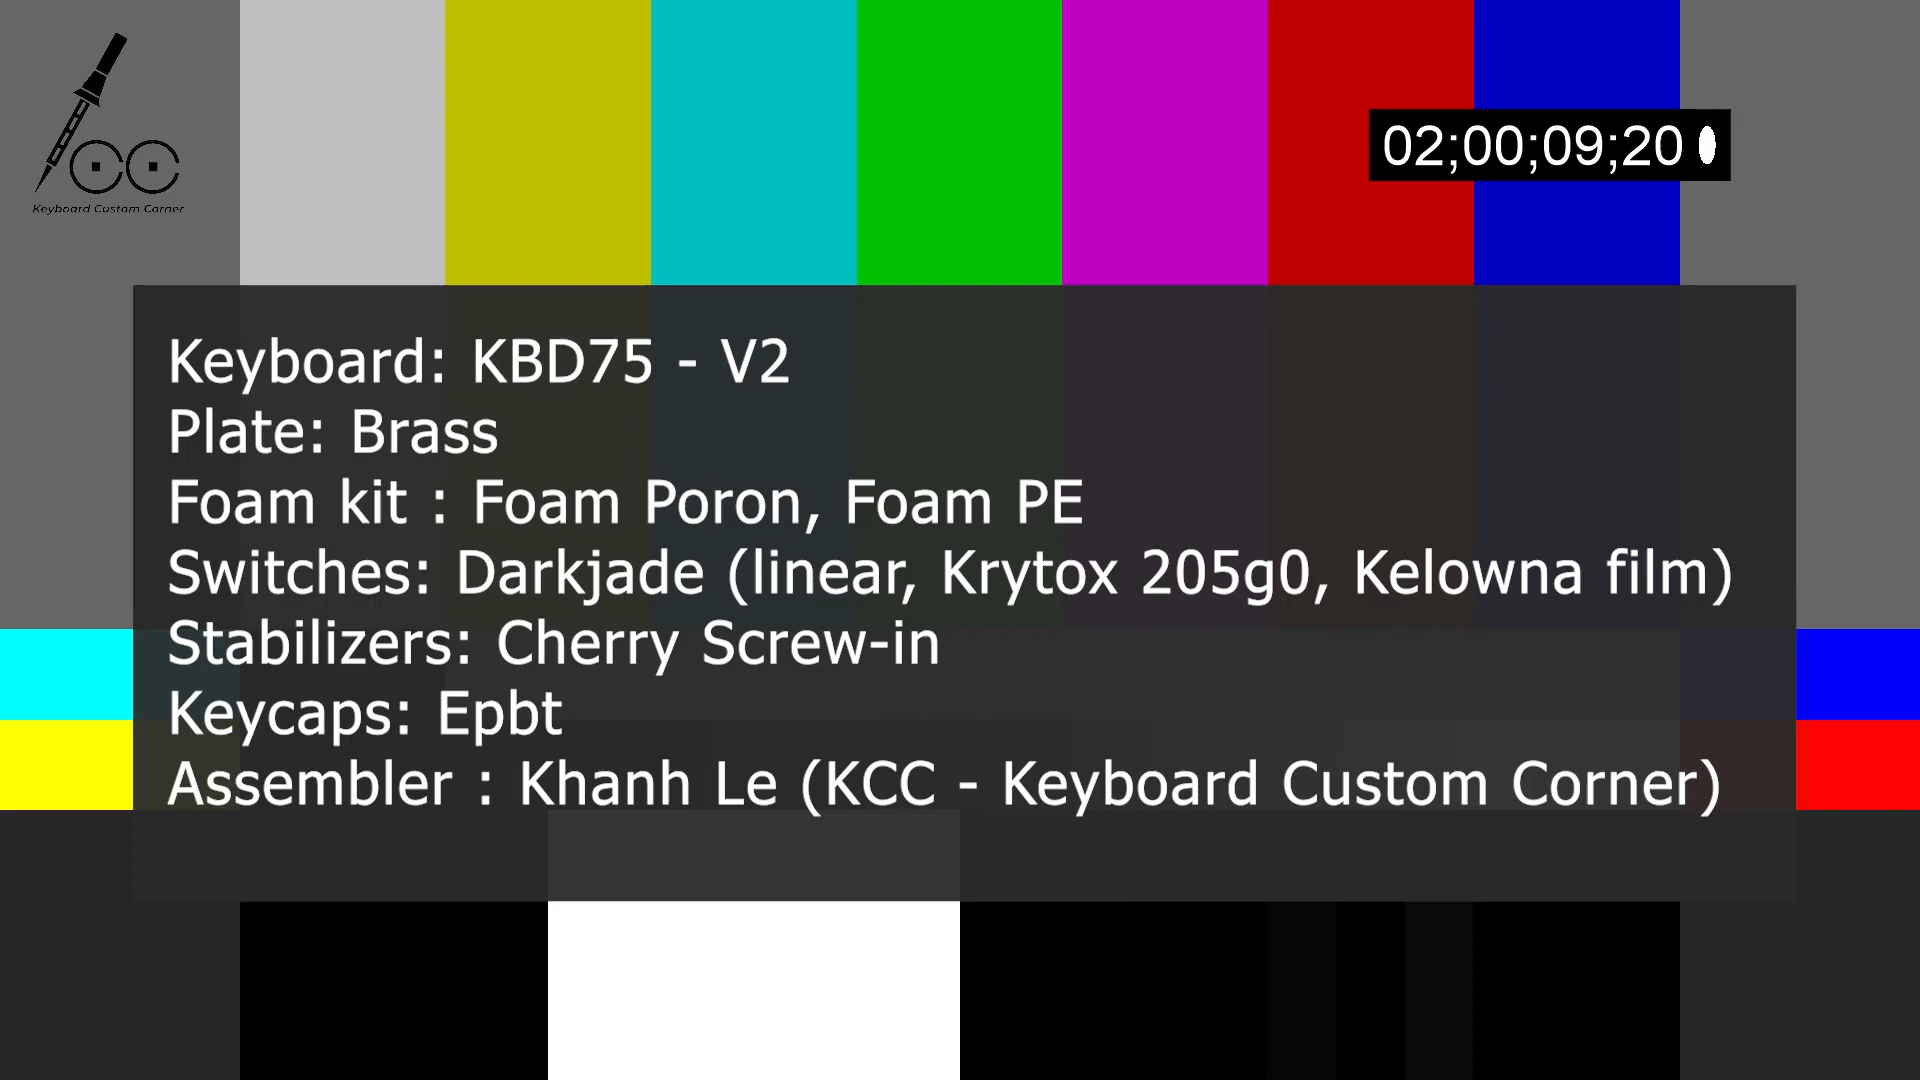 CC
Keyboard Custom Corner
02;00;09;20
Keyboard: KBD75 - V2
Plate: Brass
Foam kit : Foam Poron, Foam PE
Switches: Darkjade (linear, Krytox 205g0, Kelowna film)
Stabilizers: Cherry Screw-in
Keycaps: Epbt
Assembler : Khanh Le (KCC - Keyboard Custom Corner)